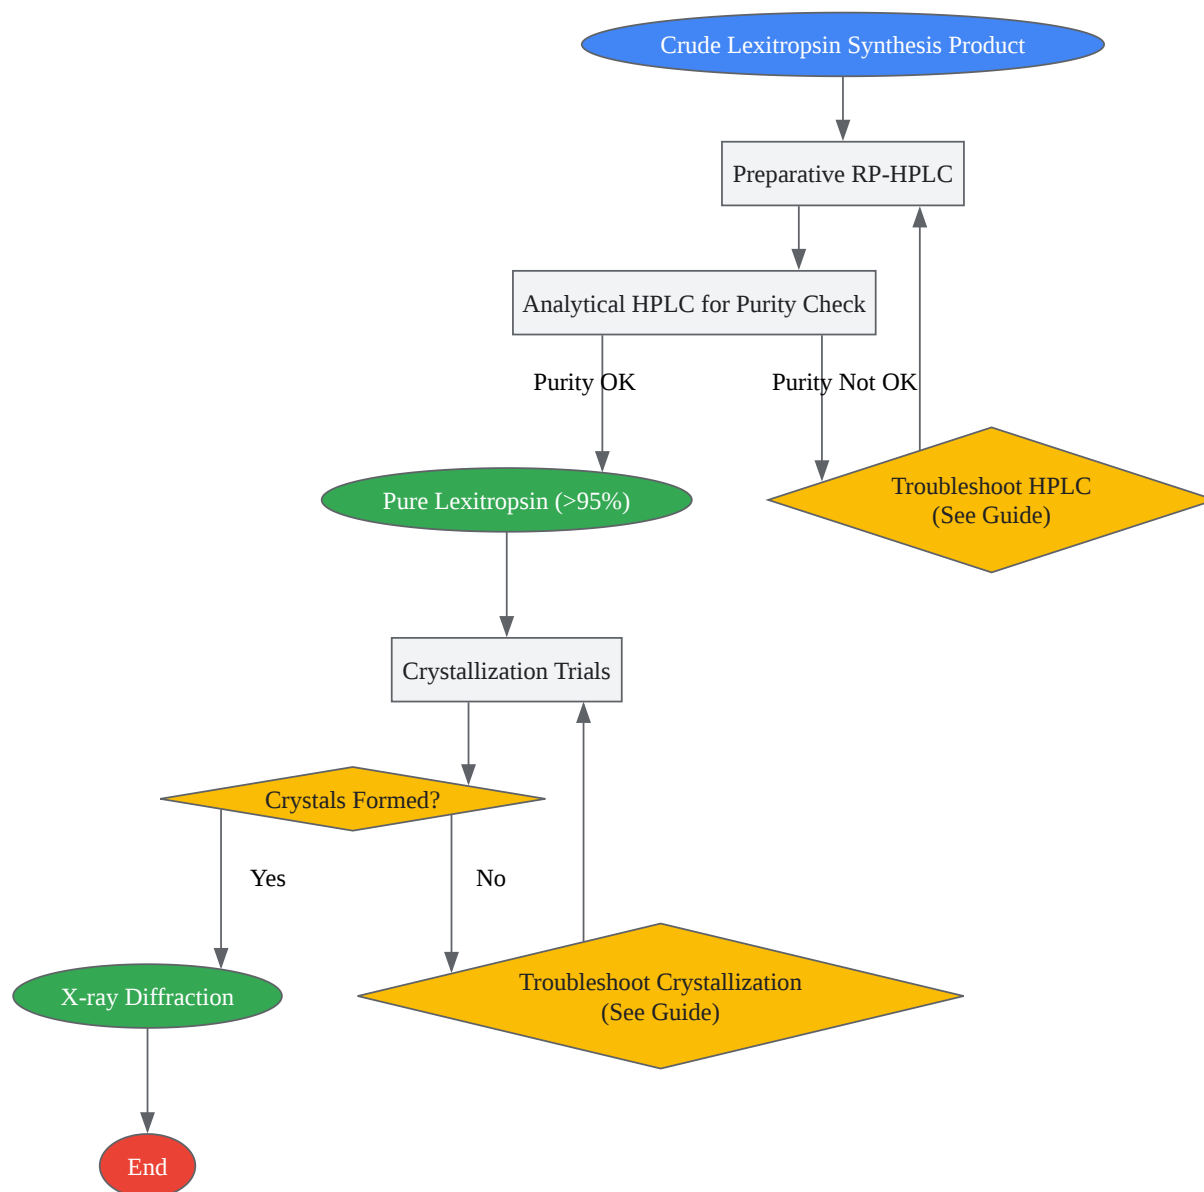 Crude Lexitropsin Synthesis Product
Preparative RP-HPLC
Analytical HPLC for Purity Check
Purity OK
Purity Not OK
Pure Lexitropsin (>95%)
Troubleshoot HPLC
(See Guide)
Crystallization Trials
Crystals Formed?
Yes
No
X-ray Diffraction
Troubleshoot Crystallization
(See Guide)
End